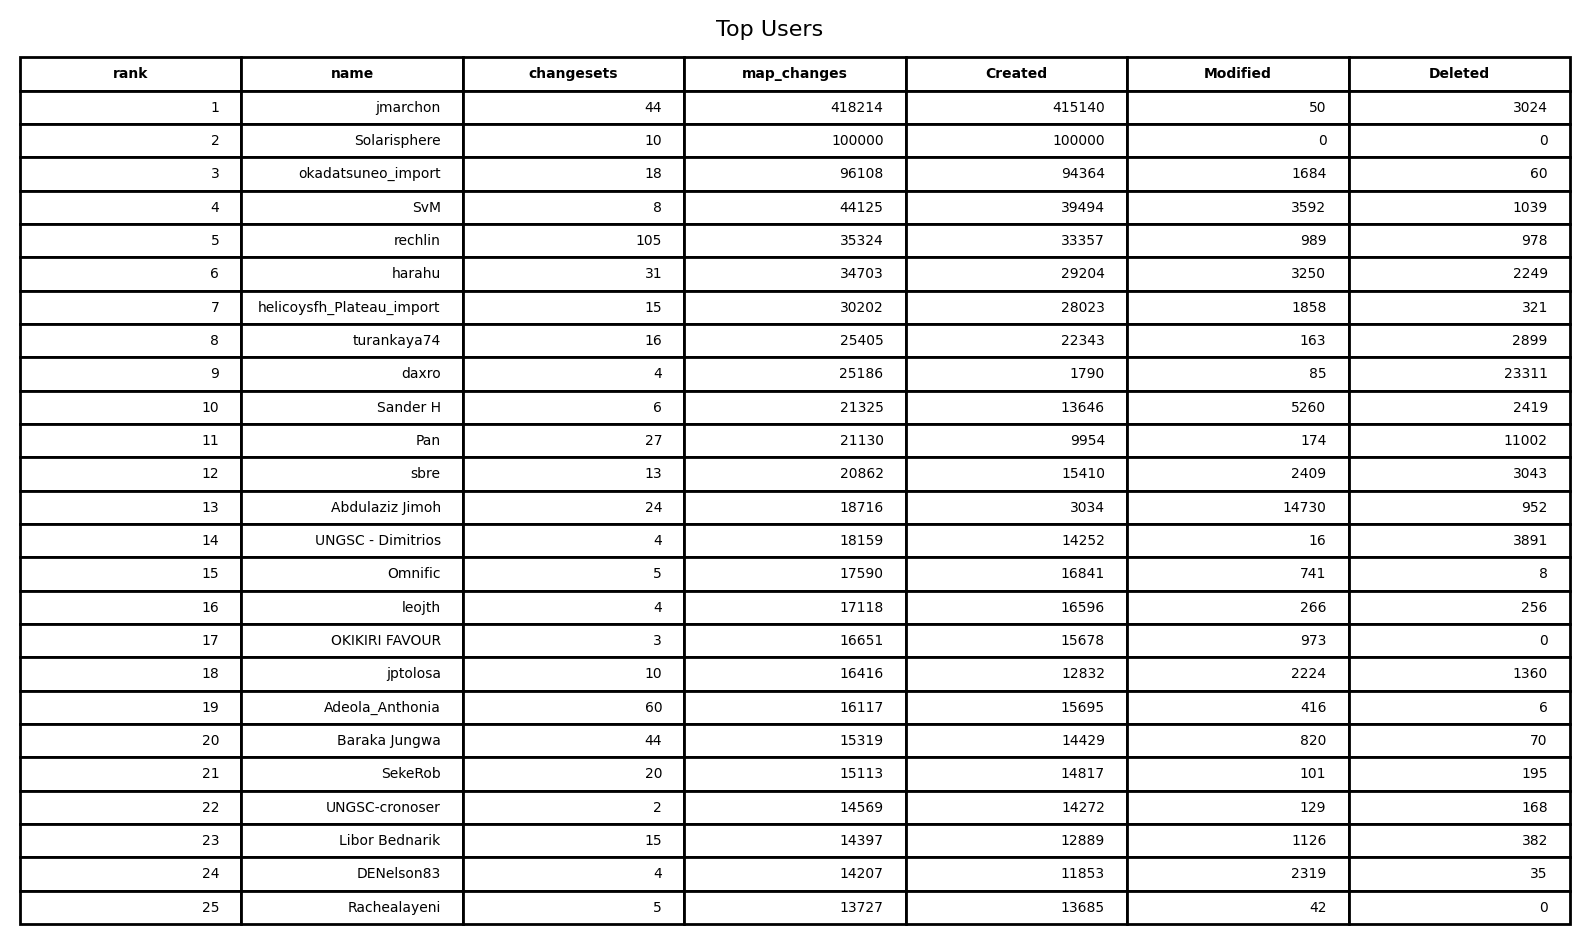 Top Users
rank name changesets map_changes Created Modified Deleted
1 jmarchon 44 418214 415140 50 3024
2 Solarisphere 10 100000 100000 0 0
3 okadatsuneo_import 18 96108 94364 1684 60
4 SvM 8 44125 39494 3592 1039
5 rechlin 105 35324 33357 989 978
6 harahu 31 34703 29204 3250 2249
7 helicoysfh_Plateau_import 15 30202 28023 1858 321
8 turankaya74 16 25405 22343 163 2899
9 daxro 4 25186 1790 85 23311
10 Sander H 6 21325 13646 5260 2419
11 Pan 27 21130 9954 174 11002
12 sbre 13 20862 15410 2409 3043
13 Abdulaziz Jimoh 24 18716 3034 14730 952
14 UNGSC - Dimitrios 4 18159 14252 16 3891
15 Omnific 5 17590 16841 741 8
16 leojth 4 17118 16596 266 256
17 OKIKIRI FAVOUR 3 16651 15678 973 0
18 jptolosa 10 16416 12832 2224 1360
19 Adeola_Anthonia 60 16117 15695 416 6
20 Baraka Jungwa 44 15319 14429 820 70
21 SekeRob 20 15113 14817 101 195
22 UNGSC-cronoser 2 14569 14272 129 168
23 Libor Bednarik 15 14397 12889 1126 382
24 DENelson83 4 14207 11853 2319 35
25 Rachealayeni 5 13727 13685 42 0